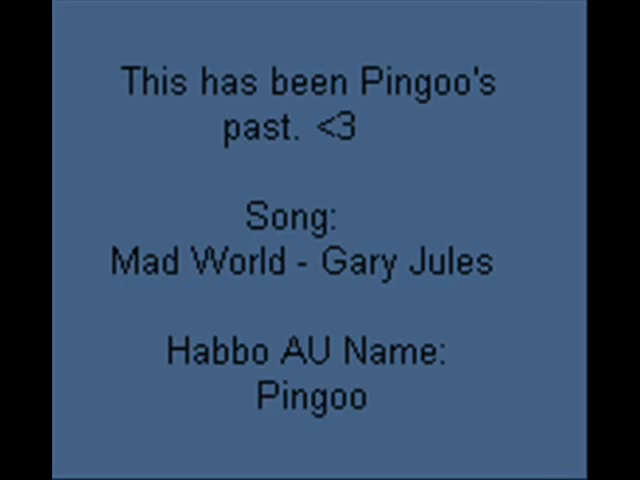 This has been Pingoo's
past. <3
Song:
Mad World - Gary Jules
Habbo AU Name:
Pingoo